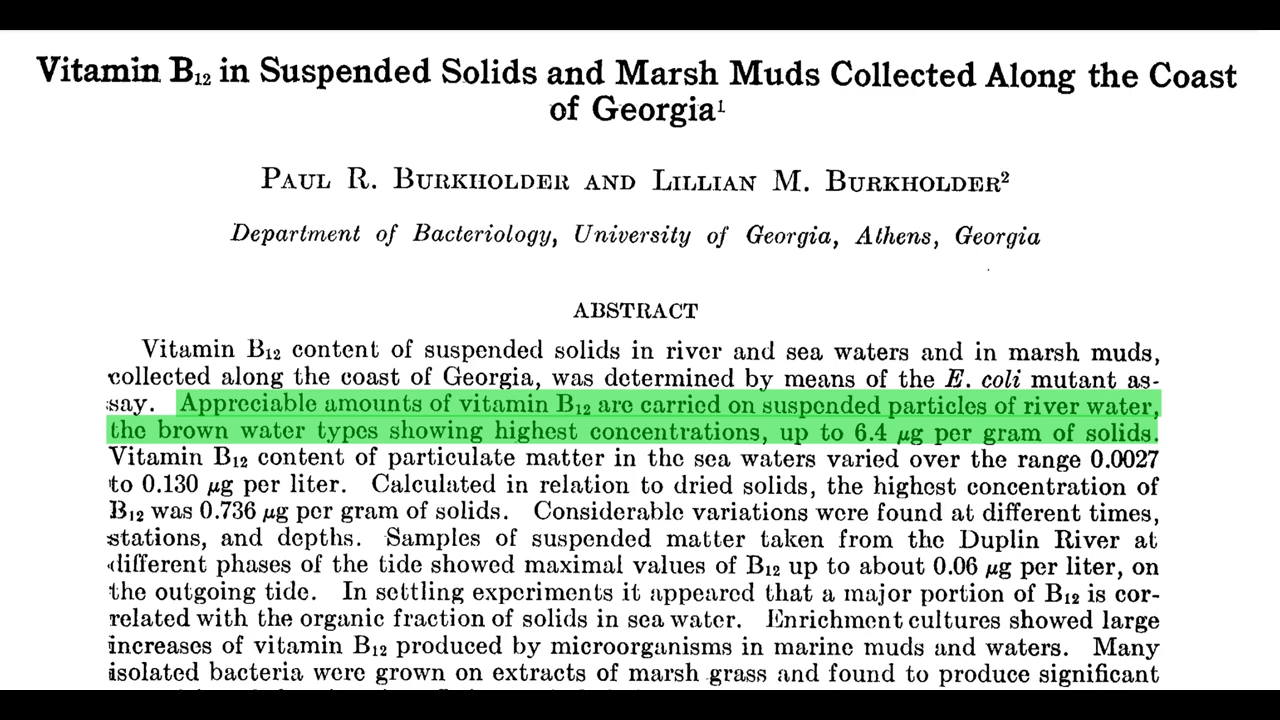 Vitamin B₁₂ in Suspended Solids and Marsh Muds Collected Along the Coast
of Georgia¹
PAUL R. BURKHOLDER AND LILLIAN M. BURKHOLDER²
Department of Bacteriology, University of Georgia, Athens, Georgia
ABSTRACT
Vitamin B₁₂ content of suspended solids in river and sea waters and in marsh muds,
collected along the coast of Georgia, was determined by means of the E. coli mutant as-
say. Appreciable amounts of vitamin B₁₂ are carried on suspended particles of river water,
the brown water types showing highest concentrations, up to 6.4 μg per gram of solids.
Vitamin B₁₂ content of particulate matter in the sea waters varied over the range 0.0027
to 0.130 μg per liter. Calculated in relation to dried solids, the highest concentration of
B₁₂ was 0.736 μg per gram of solids. Considerable variations were found at different times,
stations, and depths. Samples of suspended matter taken from the Duplin River at
different phases of the tide showed maximal values of B₁₂ up to about 0.06 μg per liter, on
the outgoing tide. In settling experiments it appeared that a major portion of B₁₂ is cor-
related with the organic fraction of solids in sea water. Enrichment cultures showed large
increases of vitamin B₁₂ produced by microorganisms in marine muds and waters. Many
isolated bacteria were grown on extracts of marsh grass and found to produce significant